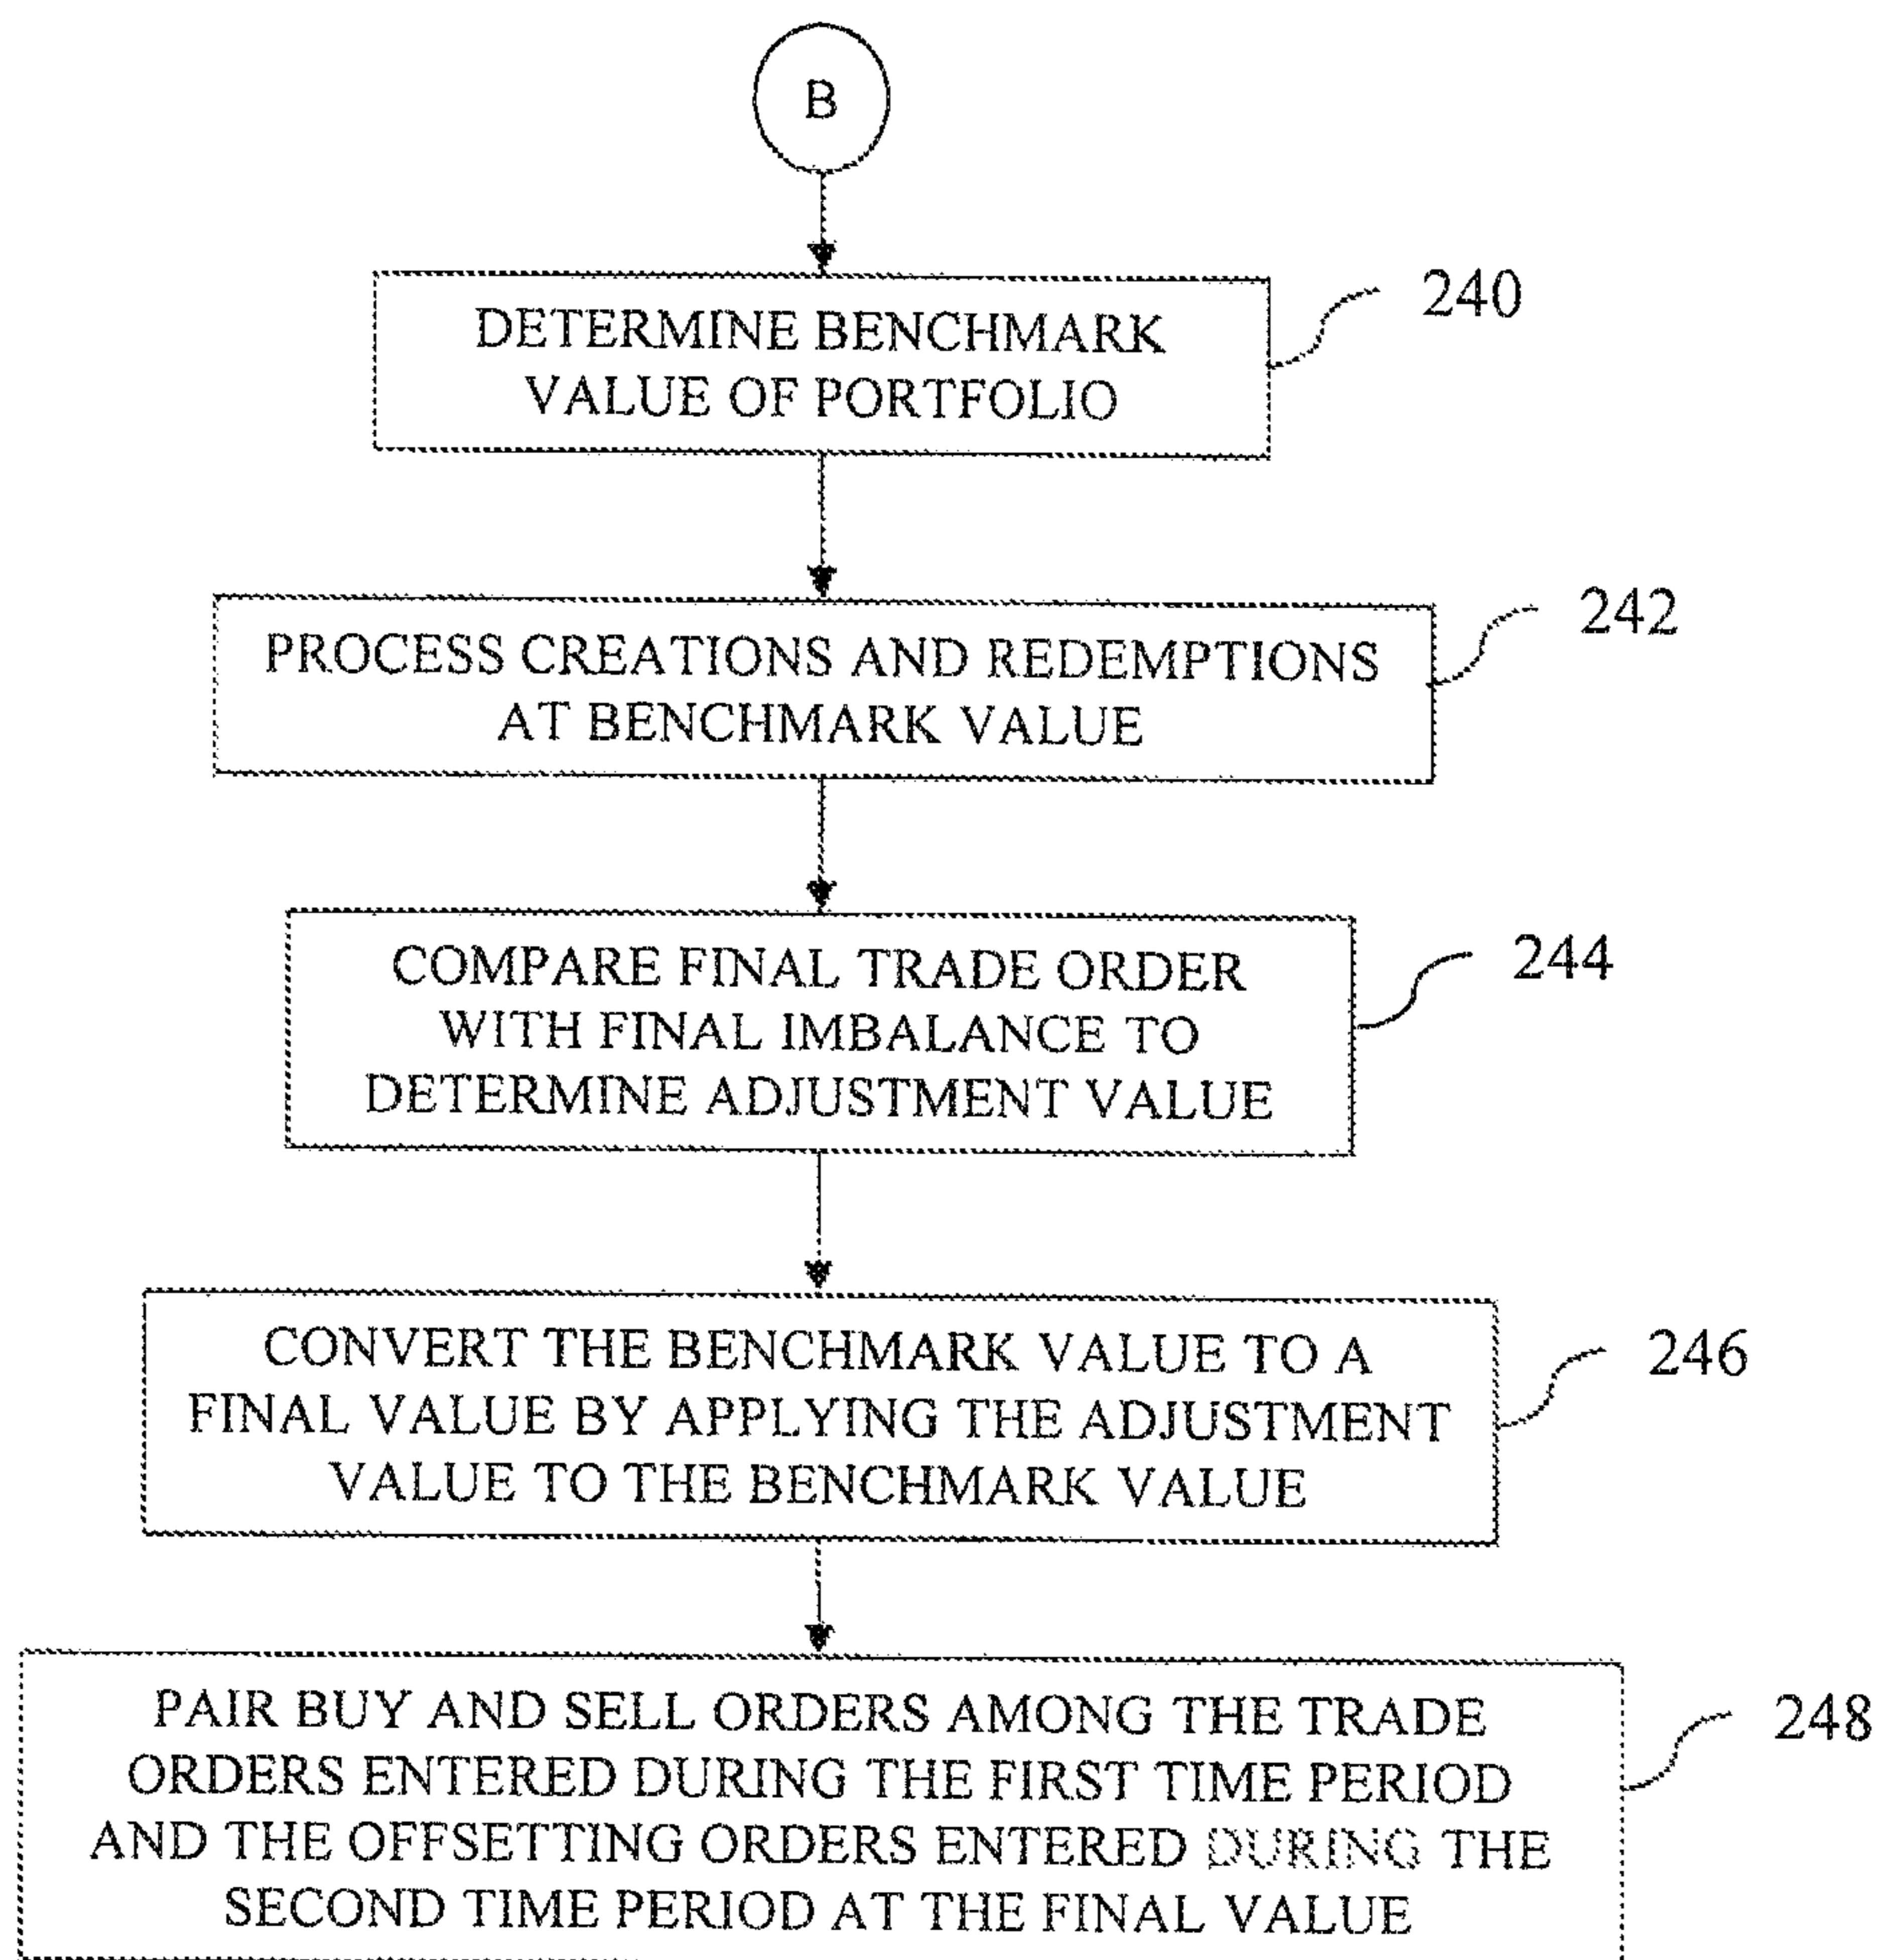 B
DETERMINE BENCHMARK
VALUE OF PORTFOLIO
240
PROCESS CREATIONS AND REDEMPTIONS
AT BENCHMARK VALUE
242
COMPARE FINAL TRADE ORDER
WITH FINAL IMBALANCE TO
DETERMINE ADJUSTMENT VALUE
244
CONVERT THE BENCHMARK VALUE TO A
FINAL VALUE BY APPLYING THE ADJUSTMENT
VALUE TO THE BENCHMARK VALUE
246
PAIR BUY AND SELL ORDERS AMONG THE TRADE
ORDERS ENTERED DURING THE FIRST TIME PERIOD
AND THE OFFSETTING ORDERS ENTERED DURING THE
SECOND TIME PERIOD AT THE FINAL VALUE
248